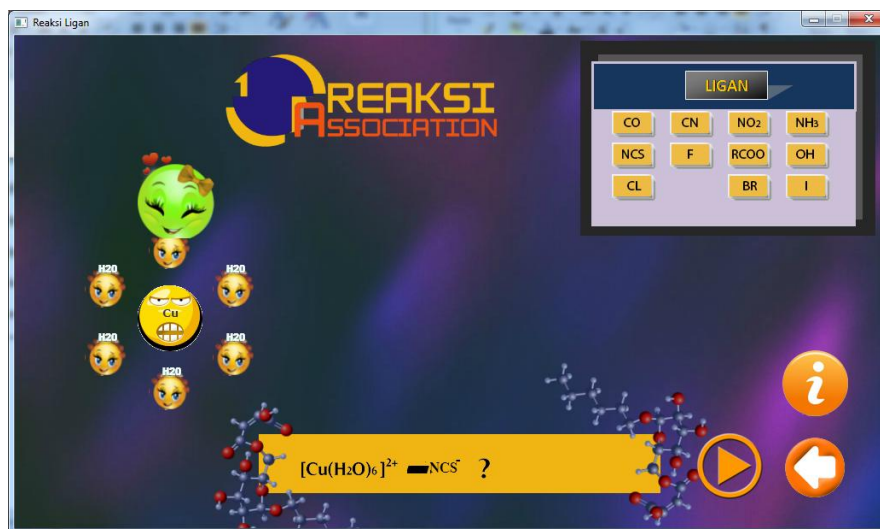 Reaksi Ligan
1
REAKSI
ASSOCIATION
LIGAN
CO CN NO₂ NH₃
NCS F RCOO OH
CL BR I
H2O H2O
Cu
H2O H2O
H2O
[Cu(H₂O)₆]²⁺ NCS⁻ ?
i